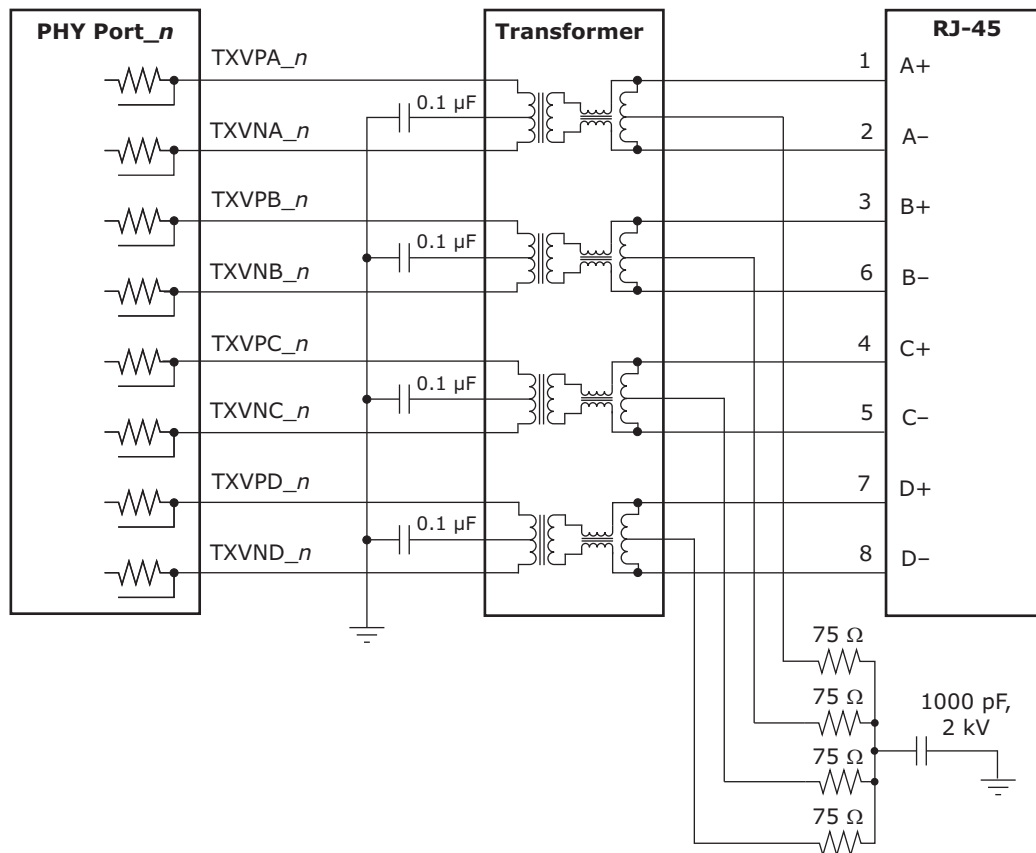 PHY Port_n
Transformer
RJ-45
TXVPA_n
1
A+
0.1 µF
TXVNA_n
2
A–
TXVPB_n
3
B+
0.1 µF
TXVNB_n
6
B–
TXVPC_n
4
C+
0.1 µF
TXVNC_n
5
C–
TXVPD_n
7
D+
0.1 µF
TXVND_n
8
D–
75 Ω
75 Ω
1000 pF,
2 kV
75 Ω
75 Ω